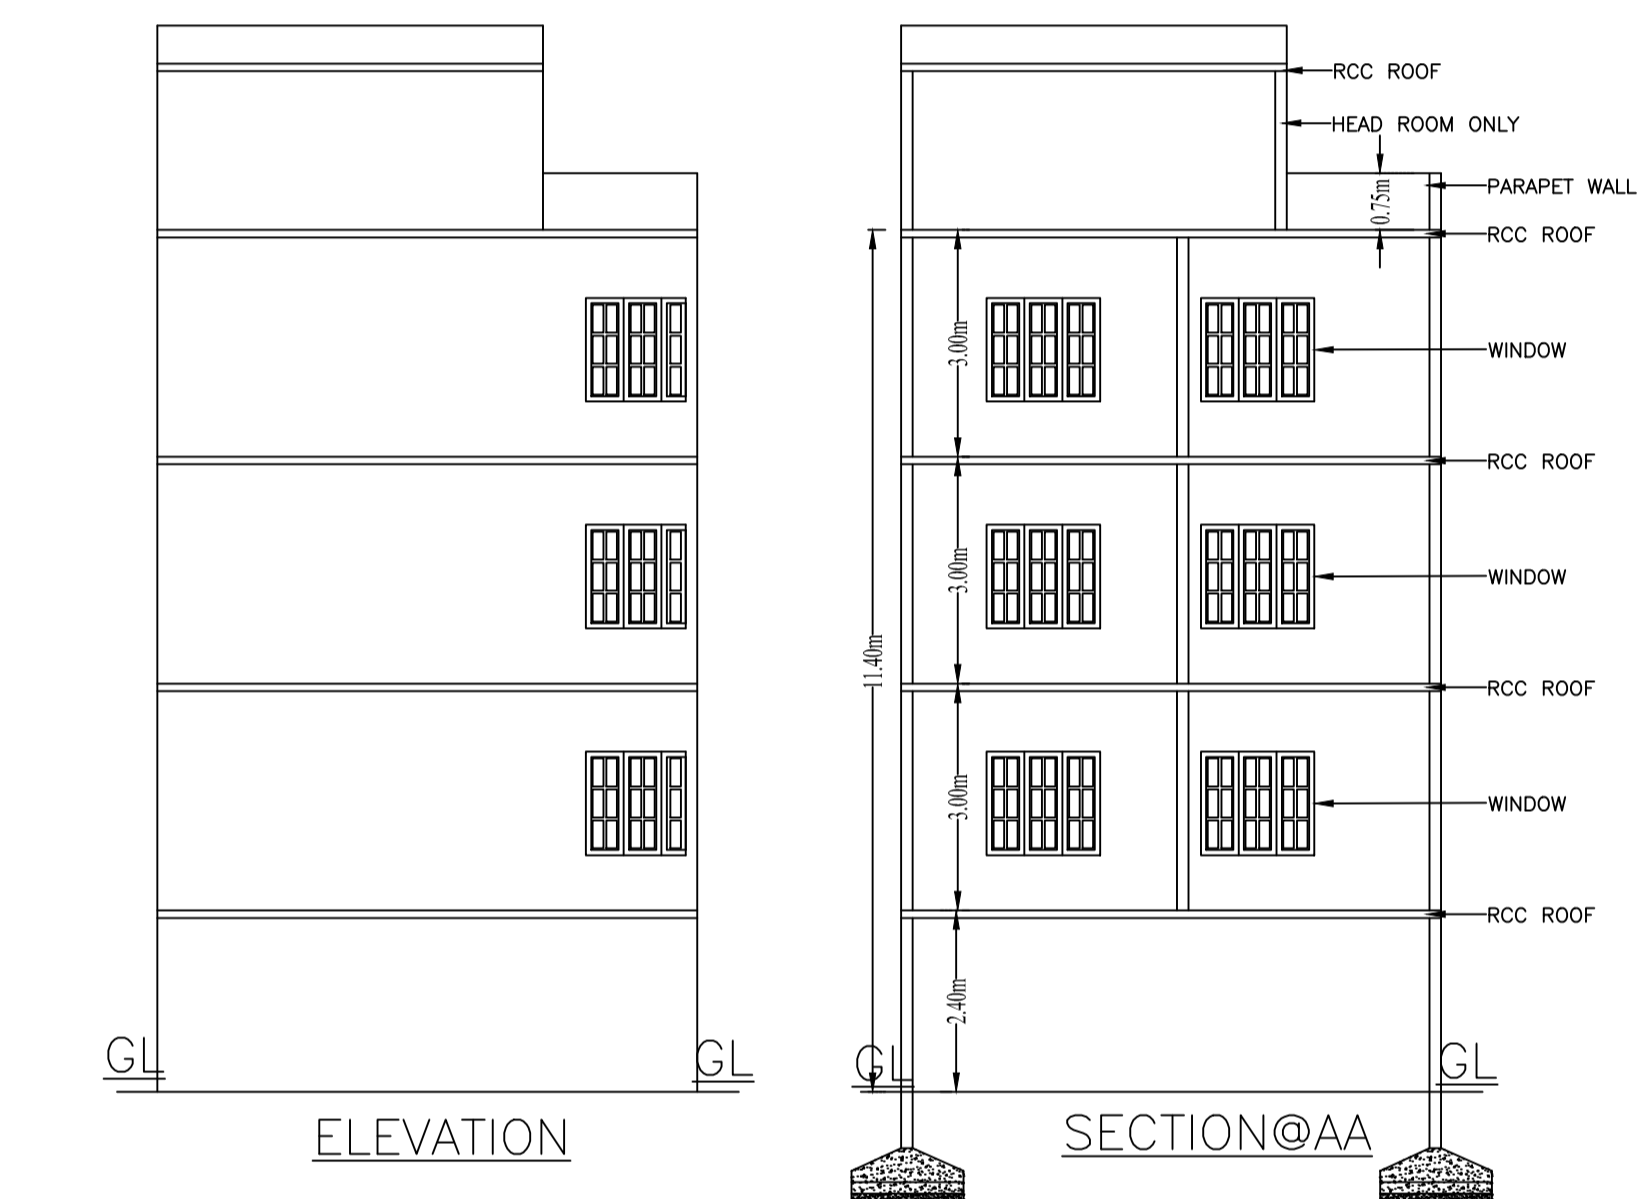 RCC ROOF
HEAD ROOM ONLY
0.75m
PARAPET WALL
RCC ROOF
3.00m
WINDOW
RCC ROOF
3.00m
WINDOW
11.40m
RCC ROOF
3.00m
WINDOW
RCC ROOF
2.40m
GL
GL
GL
GL
ELEVATION
SECTION@AA